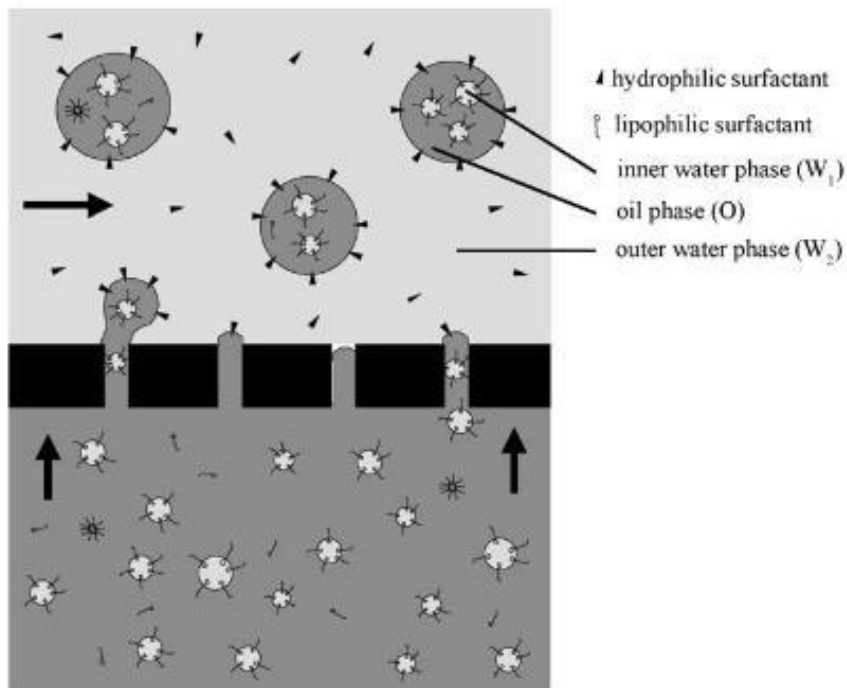 hydrophilic surfactant
lipophilic surfactant
inner water phase (W₁)
oil phase (O)
outer water phase (W₂)